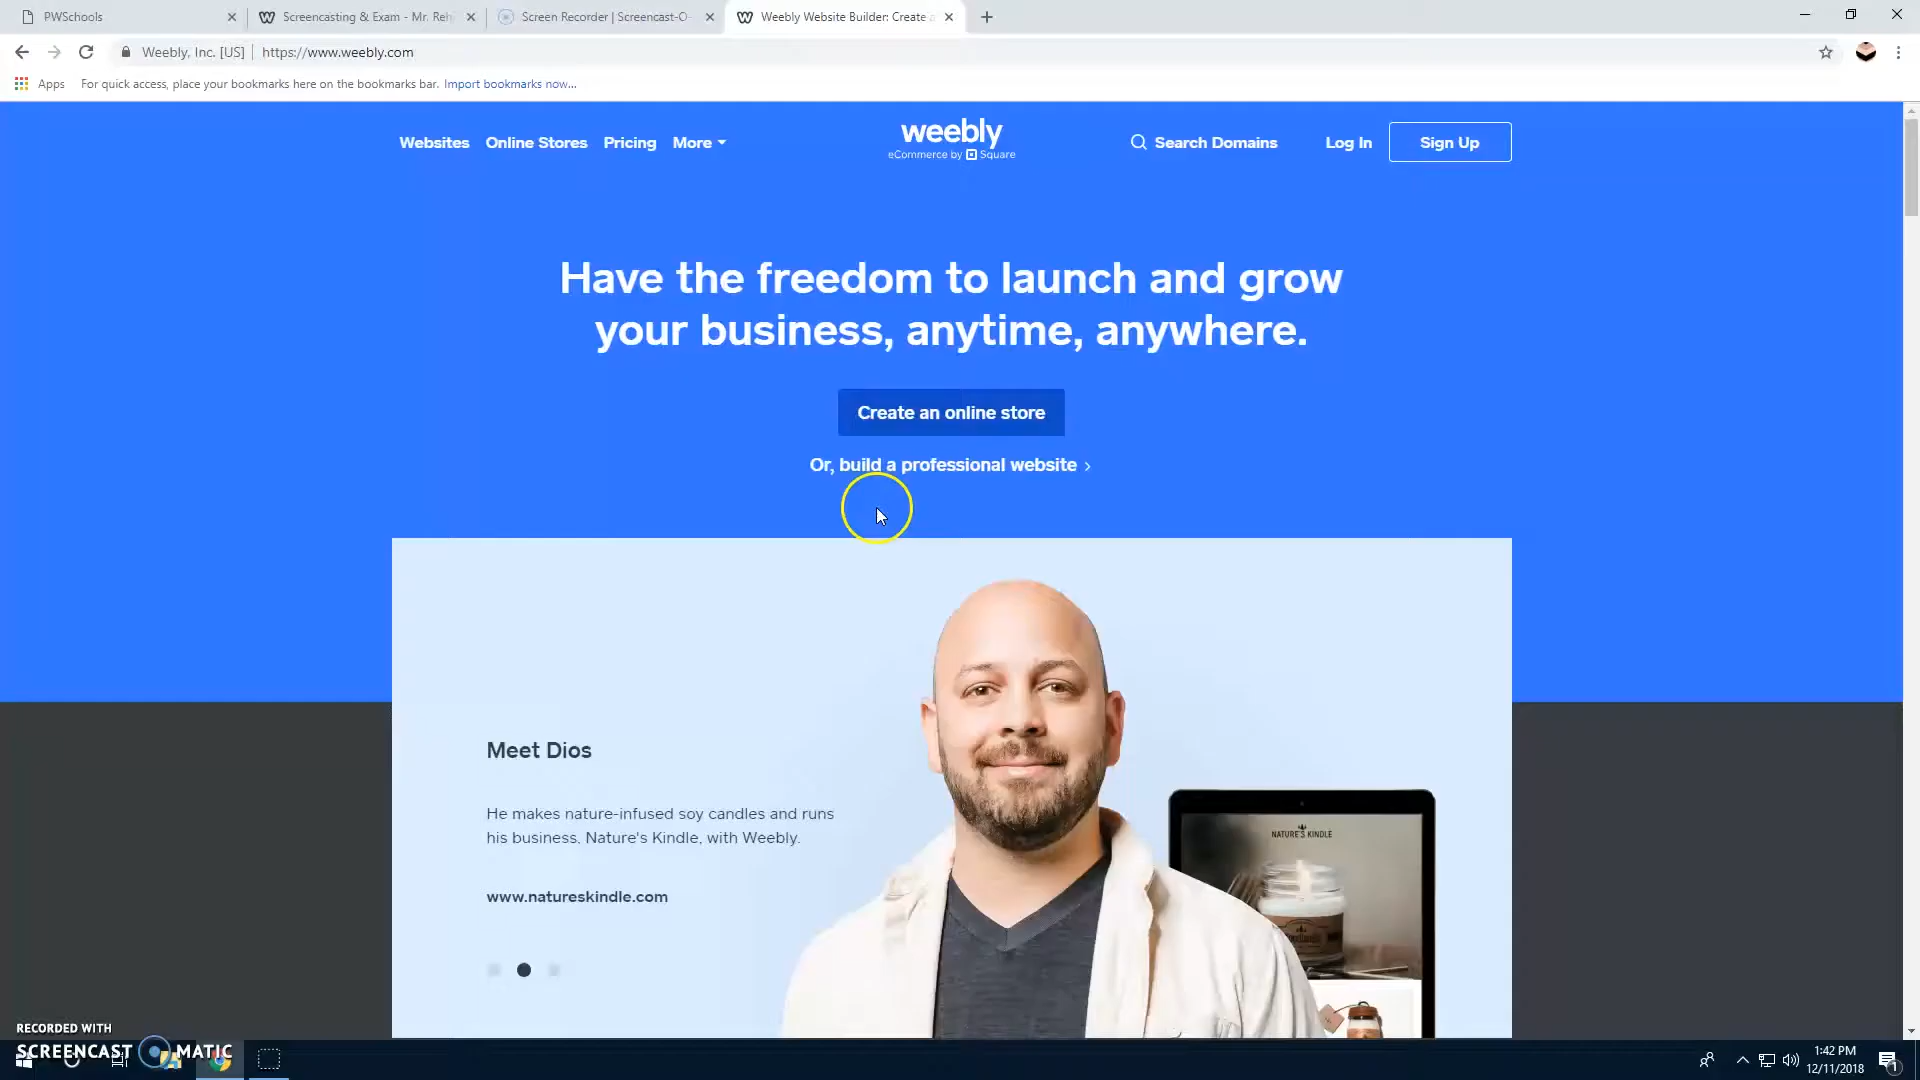 PWSchools
Screencasting & Exam - Mr. Reh
Screen Recorder | Screencast-O-
Weebly Website Builder: Create a
Weebly, Inc. [US] | https://www.weebly.com
Apps For quick access, place your bookmarks here on the bookmarks bar. Import bookmarks now...
Websites Online Stores Pricing More
weebly
eCommerce by Square
Search Domains Log In Sign Up
Have the freedom to launch and grow
your business, anytime, anywhere.
Create an online store
Or, build a professional website ›
Meet Dios
He makes nature-infused soy candles and runs
his business, Nature's Kindle, with Weebly.
www.natureskindle.com
NATURE'S KINDLE
RECORDED WITH
SCREENCAST MATIC
1:42 PM
12/11/2018
1